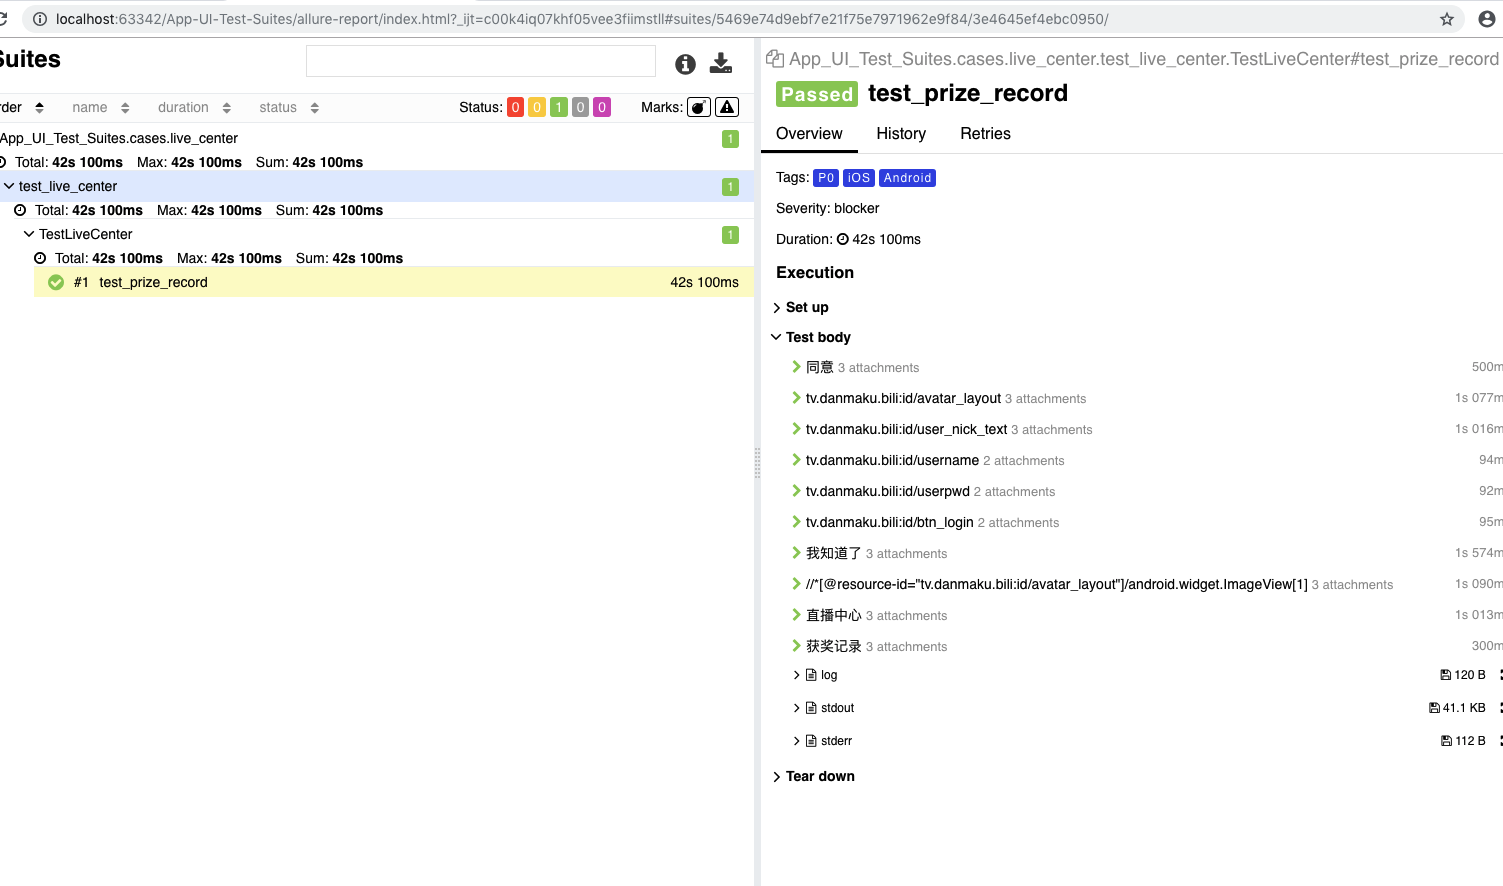 localhost:63342/App-UI-Test-Suites/allure-report/index.html?_ijt=c00k4iq07khf05vee3fiimstll#suites/5469e74d9ebf7e21f75e7971962e9f84/3e4645ef4ebc0950/
Suites
rder name duration status Status: 0 0 1 0 0 Marks:
App_UI_Test_Suites.cases.live_center 1
Total: 42s 100ms Max: 42s 100ms Sum: 42s 100ms
test_live_center 1
Total: 42s 100ms Max: 42s 100ms Sum: 42s 100ms
TestLiveCenter 1
Total: 42s 100ms Max: 42s 100ms Sum: 42s 100ms
#1 test_prize_record 42s 100ms
App_UI_Test_Suites.cases.live_center.test_live_center.TestLiveCenter#test_prize_record
Passed test_prize_record
Overview History Retries
Tags: P0 iOS Android
Severity: blocker
Duration: 42s 100ms
Execution
Set up
Test body
同意 3 attachments 500m
tv.danmaku.bili:id/avatar_layout 3 attachments 1s 077m
tv.danmaku.bili:id/user_nick_text 3 attachments 1s 016m
tv.danmaku.bili:id/username 2 attachments 94m
tv.danmaku.bili:id/userpwd 2 attachments 92m
tv.danmaku.bili:id/btn_login 2 attachments 95m
我知道了 3 attachments 1s 574m
//*[@resource-id="tv.danmaku.bili:id/avatar_layout"]/android.widget.ImageView[1] 3 attachments 1s 090m
直播中心 3 attachments 1s 013m
获奖记录 3 attachments 300m
log 120 B
stdout 41.1 KB
stderr 112 B
Tear down